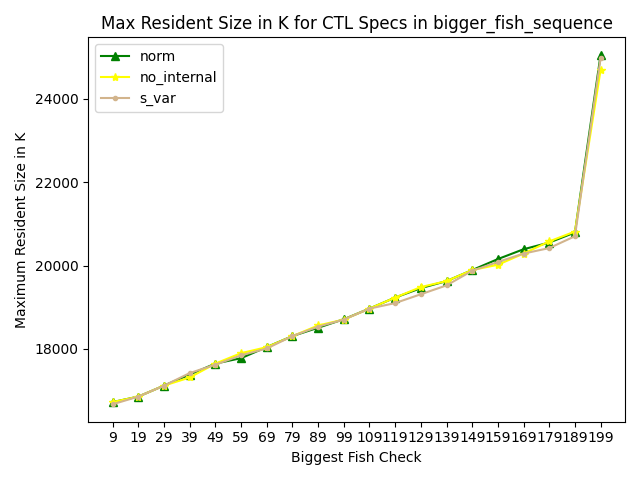 Max Resident Size in K for CTL Specs in bigger_fish_sequence
norm
no_internal
s_var
Maximum Resident Size in K
24000
22000
20000
18000
9 19 29 39 49 59 69 79 89 99 109 119 129 139 149 159 169 179 189 199
Biggest Fish Check